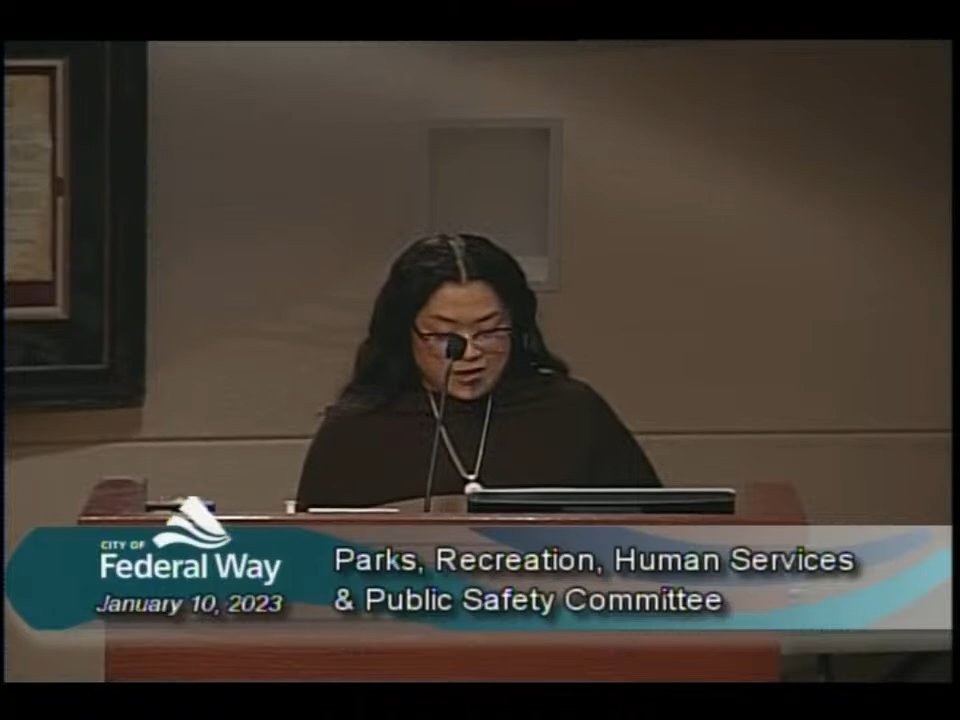 CITY OF
Federal Way
January 10, 2023
Parks, Recreation, Human Services
& Public Safety Committee